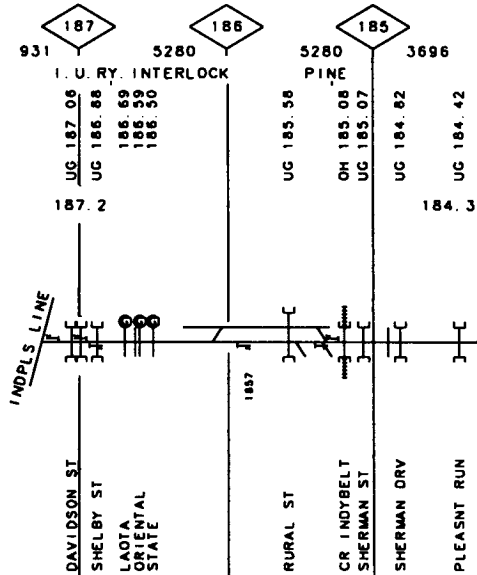 187 186 185
931 5280 5280 3696
I. U. RY. INTERLOCK PINE
UG 187.06
UG 186.88
186.69
186.59
186.50
UG 185.58
OH 185.08
UG 185.07
UG 184.82
UG 184.42
187.2 184.3
INDPLS LINE
1857
DAVIDSON ST
SHELBY ST
LAOTA
ORIENTAL
STATE
RURAL ST
CR INDYBELT
SHERMAN ST
SHERMAN DRV
PLEASNT RUN